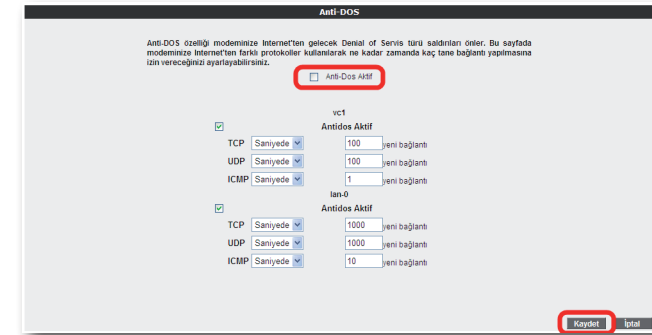 Anti-DOS
Anti-DOS özelliği modeminize Internet'ten gelecek Denial of Servis türü saldırıları önler. Bu sayfada
modeminize Internet'ten farklı protokoller kullanılarak ne kadar zamanda kaç tane bağlantı yapılmasına
izin vereceğinizi ayarlayabilirsiniz.
Anti-Dos Aktif
vc1
Antidos Aktif
TCP Saniyede 100 yeni bağlantı
UDP Saniyede 100 yeni bağlantı
ICMP Saniyede 1 yeni bağlantı
lan-0
Antidos Aktif
TCP Saniyede 1000 yeni bağlantı
UDP Saniyede 1000 yeni bağlantı
ICMP Saniyede 10 yeni bağlantı
Kaydet İptal